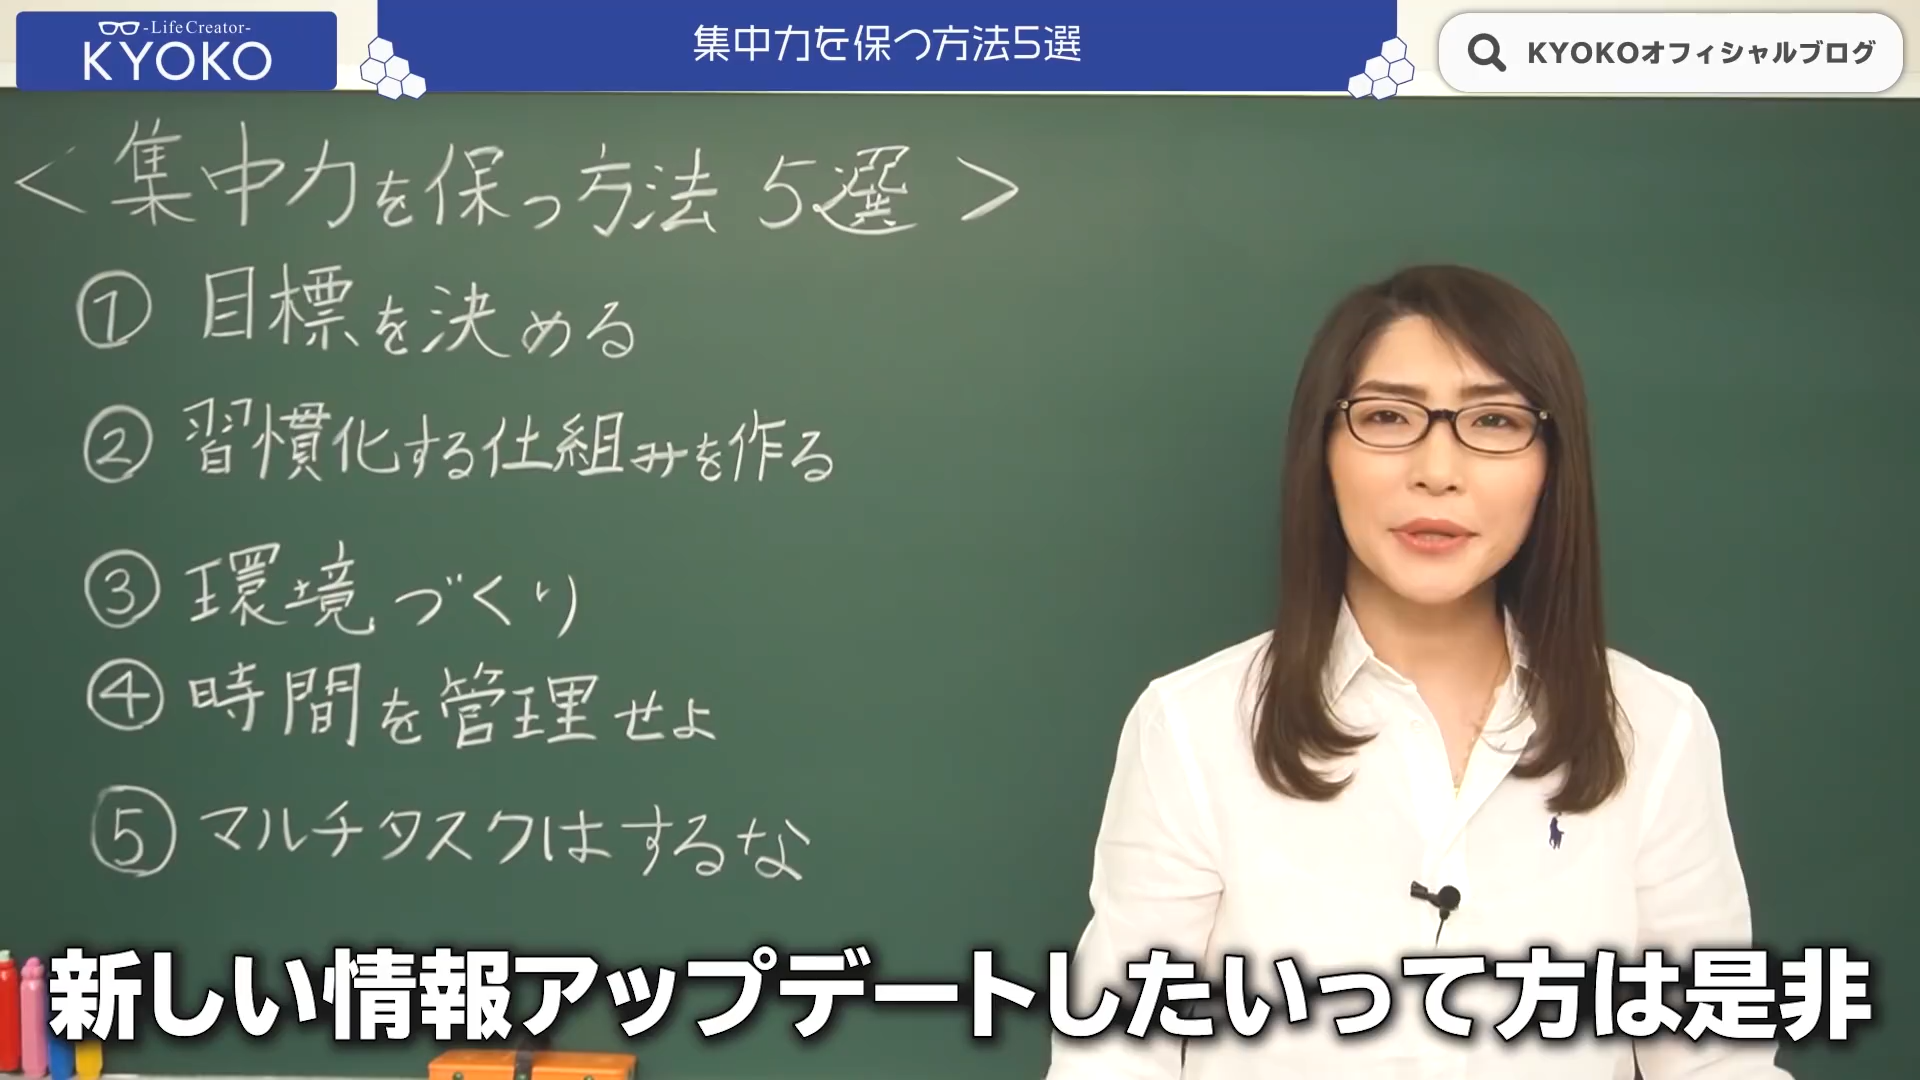 -LifeCreator-
KYOKO
集中力を保つ方法5選
KYOKOオフィシャルブログ
<集中力を保つ方法 5選>
① 目標を決める
② 習慣化する仕組みを作る
③ 環境づくり
④ 時間を管理せよ
⑤ マルチタスクはするな
新しい情報アップデートしたいって方は是非